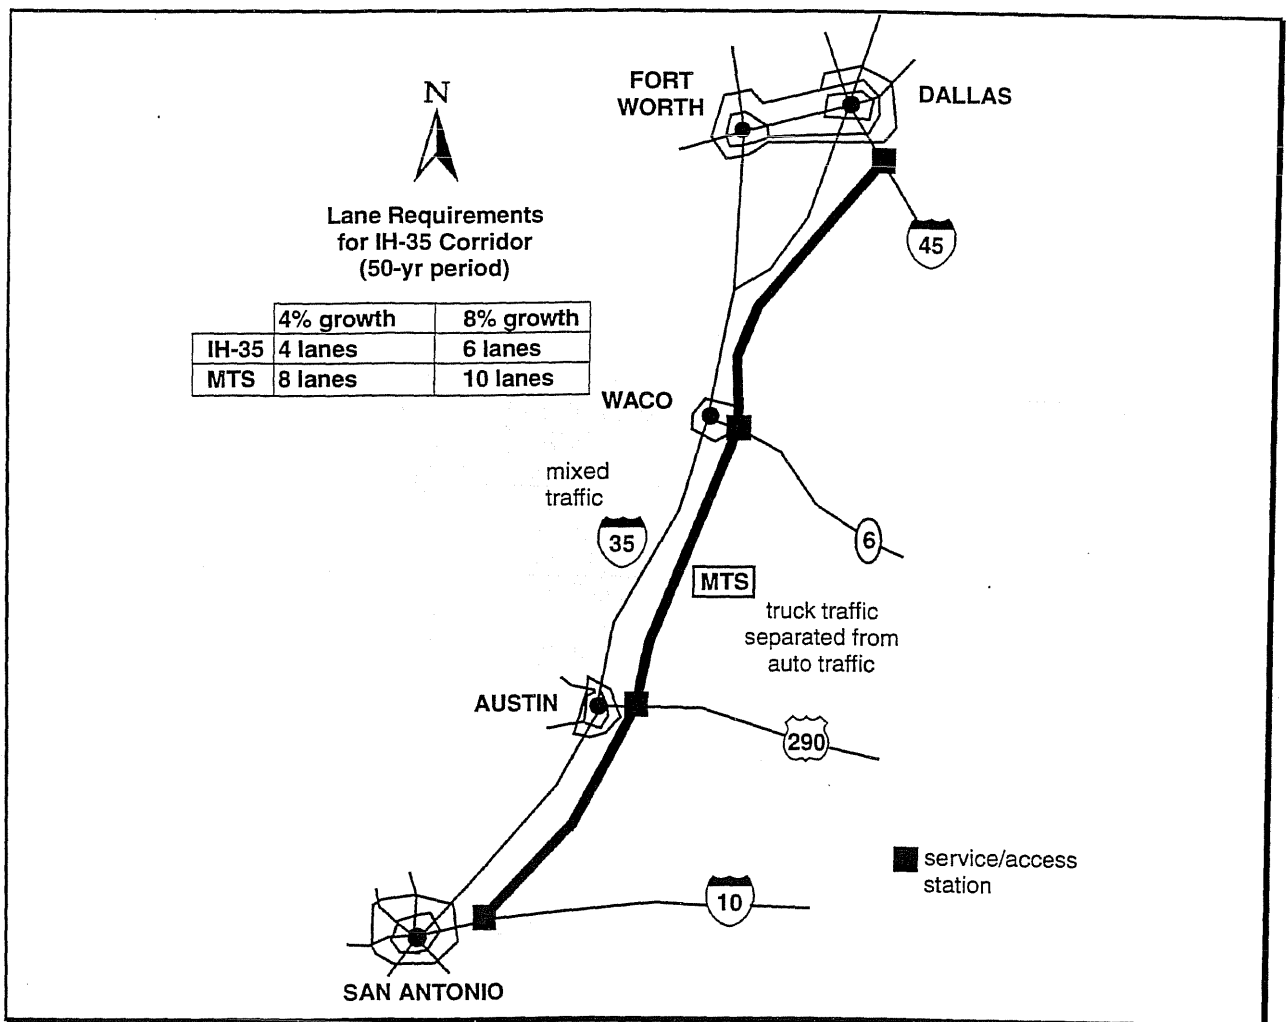 FORT
WORTH
DALLAS
N
Lane Requirements
for IH-35 Corridor
(50-yr period)
45
4% growth 8% growth
IH-35 4 lanes 6 lanes
MTS 8 lanes 10 lanes
WACO
mixed
traffic
35
6
MTS
truck traffic
separated from
auto traffic
AUSTIN
290
service/access
station
10
SAN ANTONIO